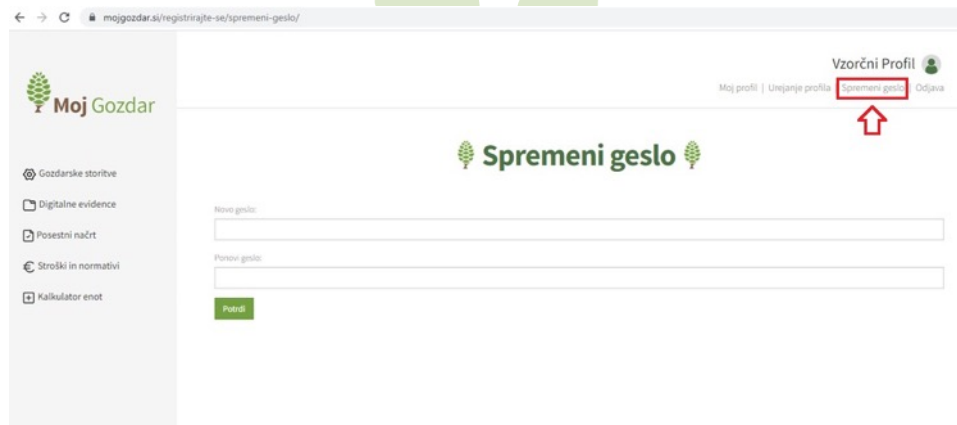 mojgozdar.si/registrirajte-se/spremeni-geslo/
Vzorčni Profil
Moj profil | Urejanje profila | Spremeni geslo | Odjava
Moj Gozdar
Spremeni geslo
Gozdarske storitve
Digitalne evidence
Posestni načrt
Stroški in normativi
Kalkulator enot
Novo geslo:
Ponovi geslo:
Potrdi